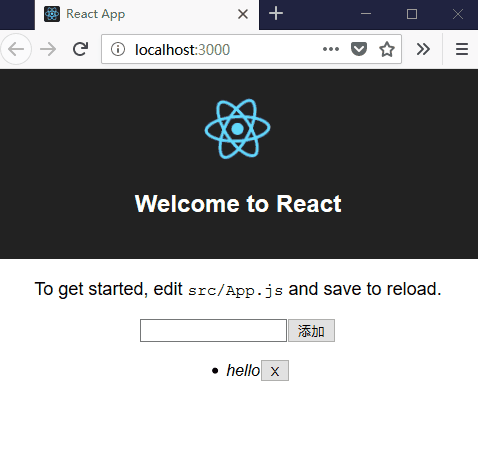 React App
localhost:3000
Welcome to React
To get started, edit src/App.js and save to reload.
添加
hello X